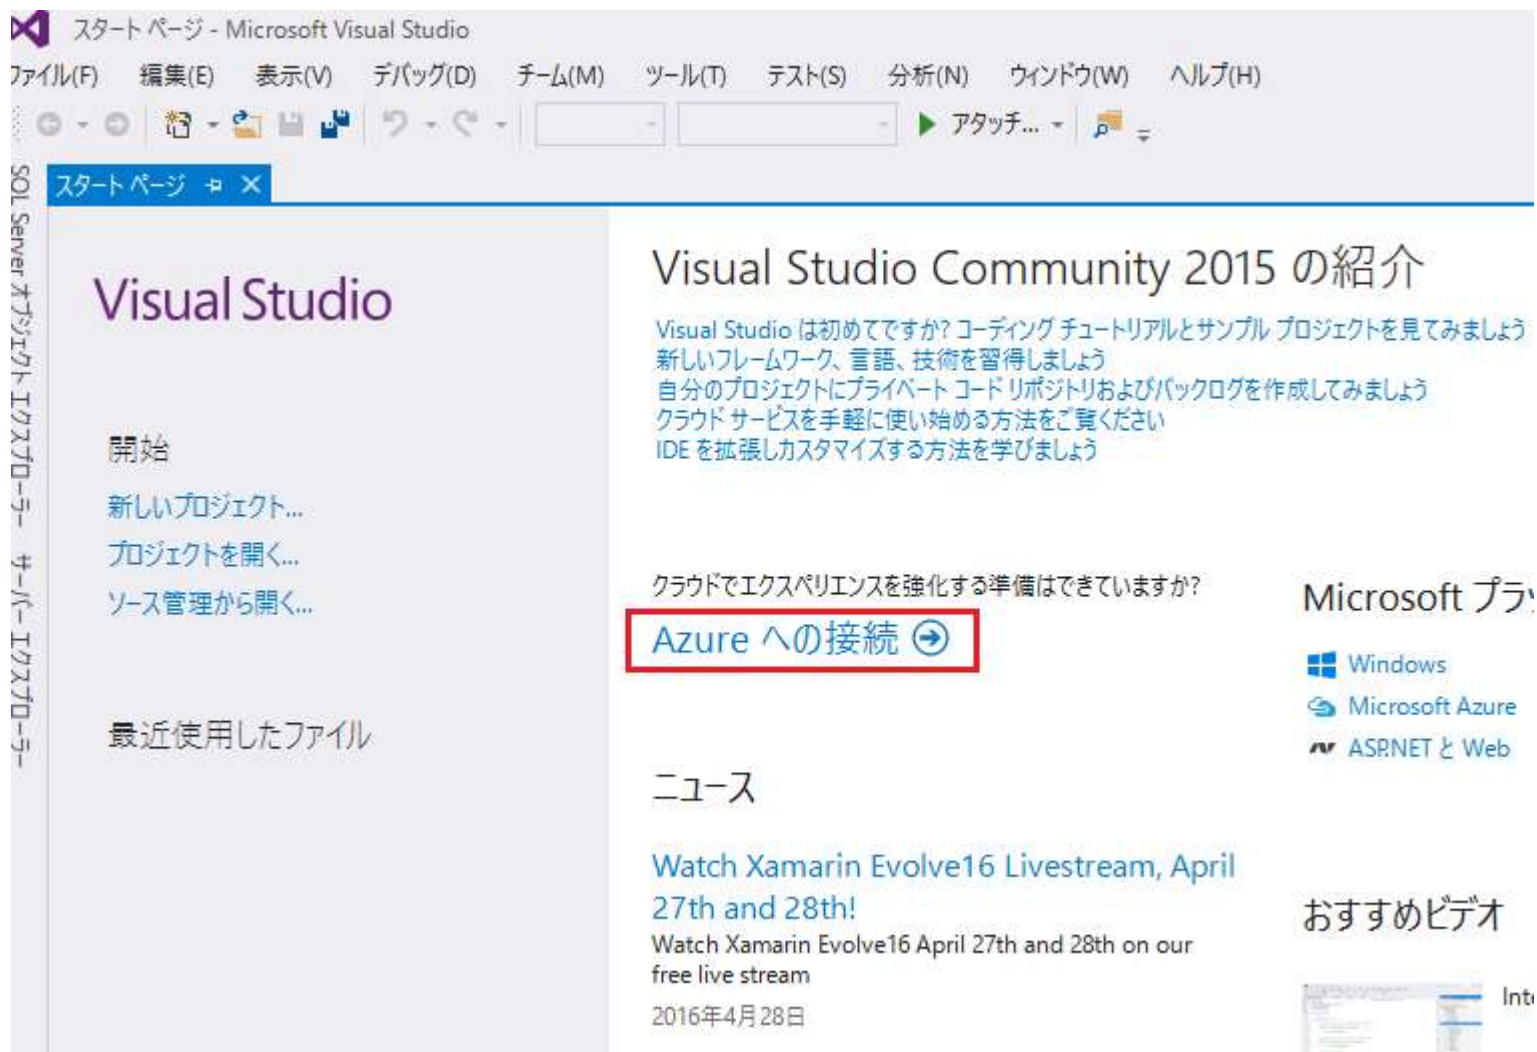 スタート ページ - Microsoft Visual Studio
ファイル(F) 編集(E) 表示(V) デバッグ(D) チーム(M) ツール(T) テスト(S) 分析(N) ウィンドウ(W) ヘルプ(H)
アタッチ...
SQL Server オブジェクト エクスプローラー
サーバー エクスプローラー
スタート ページ
Visual Studio
開始
新しいプロジェクト...
プロジェクトを開く...
ソース管理から開く...
最近使用したファイル
Visual Studio Community 2015 の紹介
Visual Studio は初めてですか? コーディング チュートリアルとサンプル プロジェクトを見てみましょう
新しいフレームワーク、言語、技術を習得しましょう
自分のプロジェクトにプライベート コード リポジトリおよびバックログを作成してみましょう
クラウド サービスを手軽に使い始める方法をご覧ください
IDE を拡張しカスタマイズする方法を学びましょう
クラウドでエクスペリエンスを強化する準備はできていますか?
Azure への接続
ニュース
Watch Xamarin Evolve16 Livestream, April
27th and 28th!
Watch Xamarin Evolve16 April 27th and 28th on our
free live stream
2016年4月28日
Microsoft プラッ
Windows
Microsoft Azure
ASP.NET と Web
おすすめビデオ